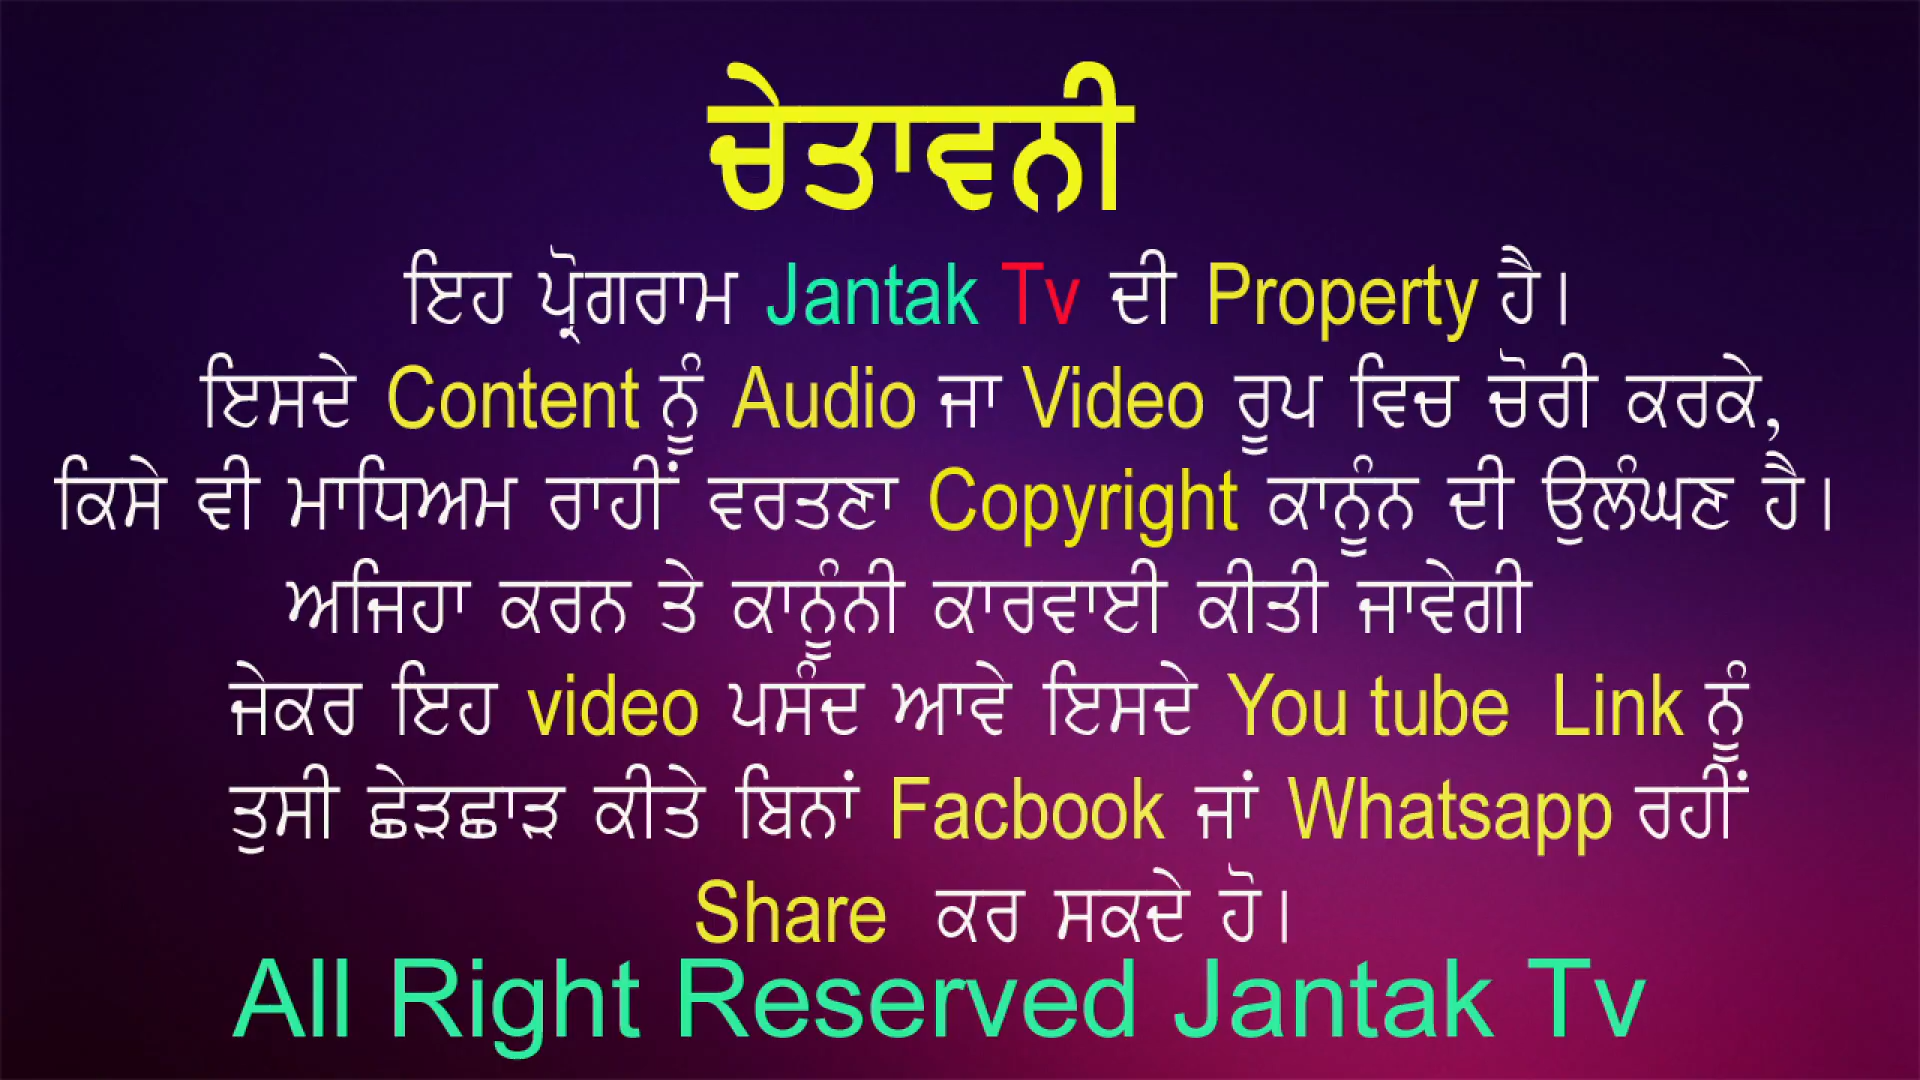 ਚੇਤਾਵਨੀ
ਇਹ ਪ੍ਰੋਗਰਾਮ Jantak Tv ਦੀ Property ਹੈ।
ਇਸਦੇ Content ਨੂੰ Audio ਜਾ Video ਰੂਪ ਵਿਚ ਚੋਰੀ ਕਰਕੇ,
ਕਿਸੇ ਵੀ ਮਾਧਿਅਮ ਰਾਹੀਂ ਵਰਤਣਾ Copyright ਕਾਨੂੰਨ ਦੀ ਉਲੰਘਣ ਹੈ।
ਅਜਿਹਾ ਕਰਨ ਤੇ ਕਾਨੂੰਨੀ ਕਾਰਵਾਈ ਕੀਤੀ ਜਾਵੇਗੀ
ਜੇਕਰ ਇਹ video ਪਸੰਦ ਆਵੇ ਇਸਦੇ You tube Link ਨੂੰ
ਤੁਸੀ ਛੇੜਛਾੜ ਕੀਤੇ ਬਿਨਾਂ Facbook ਜਾਂ Whatsapp ਰਹੀਂ
Share ਕਰ ਸਕਦੇ ਹੋ।
All Right Reserved Jantak Tv